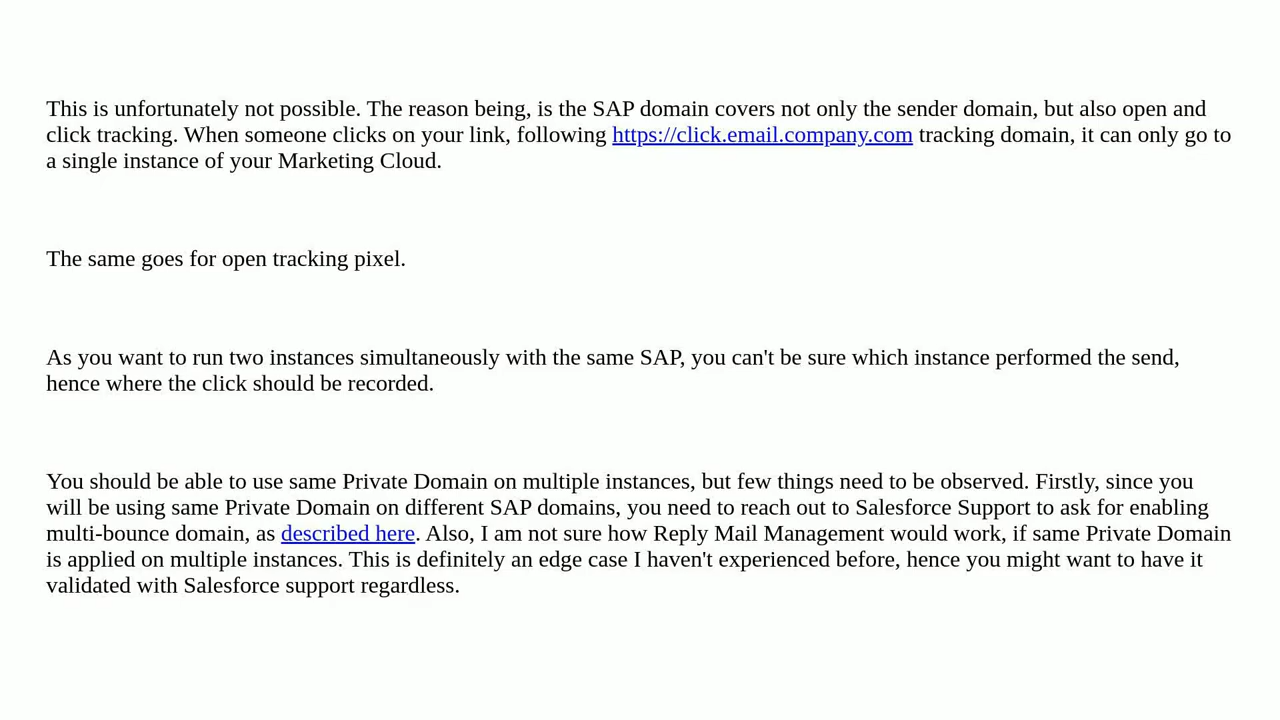 This is unfortunately not possible. The reason being, is the SAP domain covers not only the sender domain, but also open and
click tracking. When someone clicks on your link, following https://click.email.company.com tracking domain, it can only go to
a single instance of your Marketing Cloud.
The same goes for open tracking pixel.
As you want to run two instances simultaneously with the same SAP, you can't be sure which instance performed the send,
hence where the click should be recorded.
You should be able to use same Private Domain on multiple instances, but few things need to be observed. Firstly, since you
will be using same Private Domain on different SAP domains, you need to reach out to Salesforce Support to ask for enabling
multi-bounce domain, as described here. Also, I am not sure how Reply Mail Management would work, if same Private Domain
is applied on multiple instances. This is definitely an edge case I haven't experienced before, hence you might want to have it
validated with Salesforce support regardless.